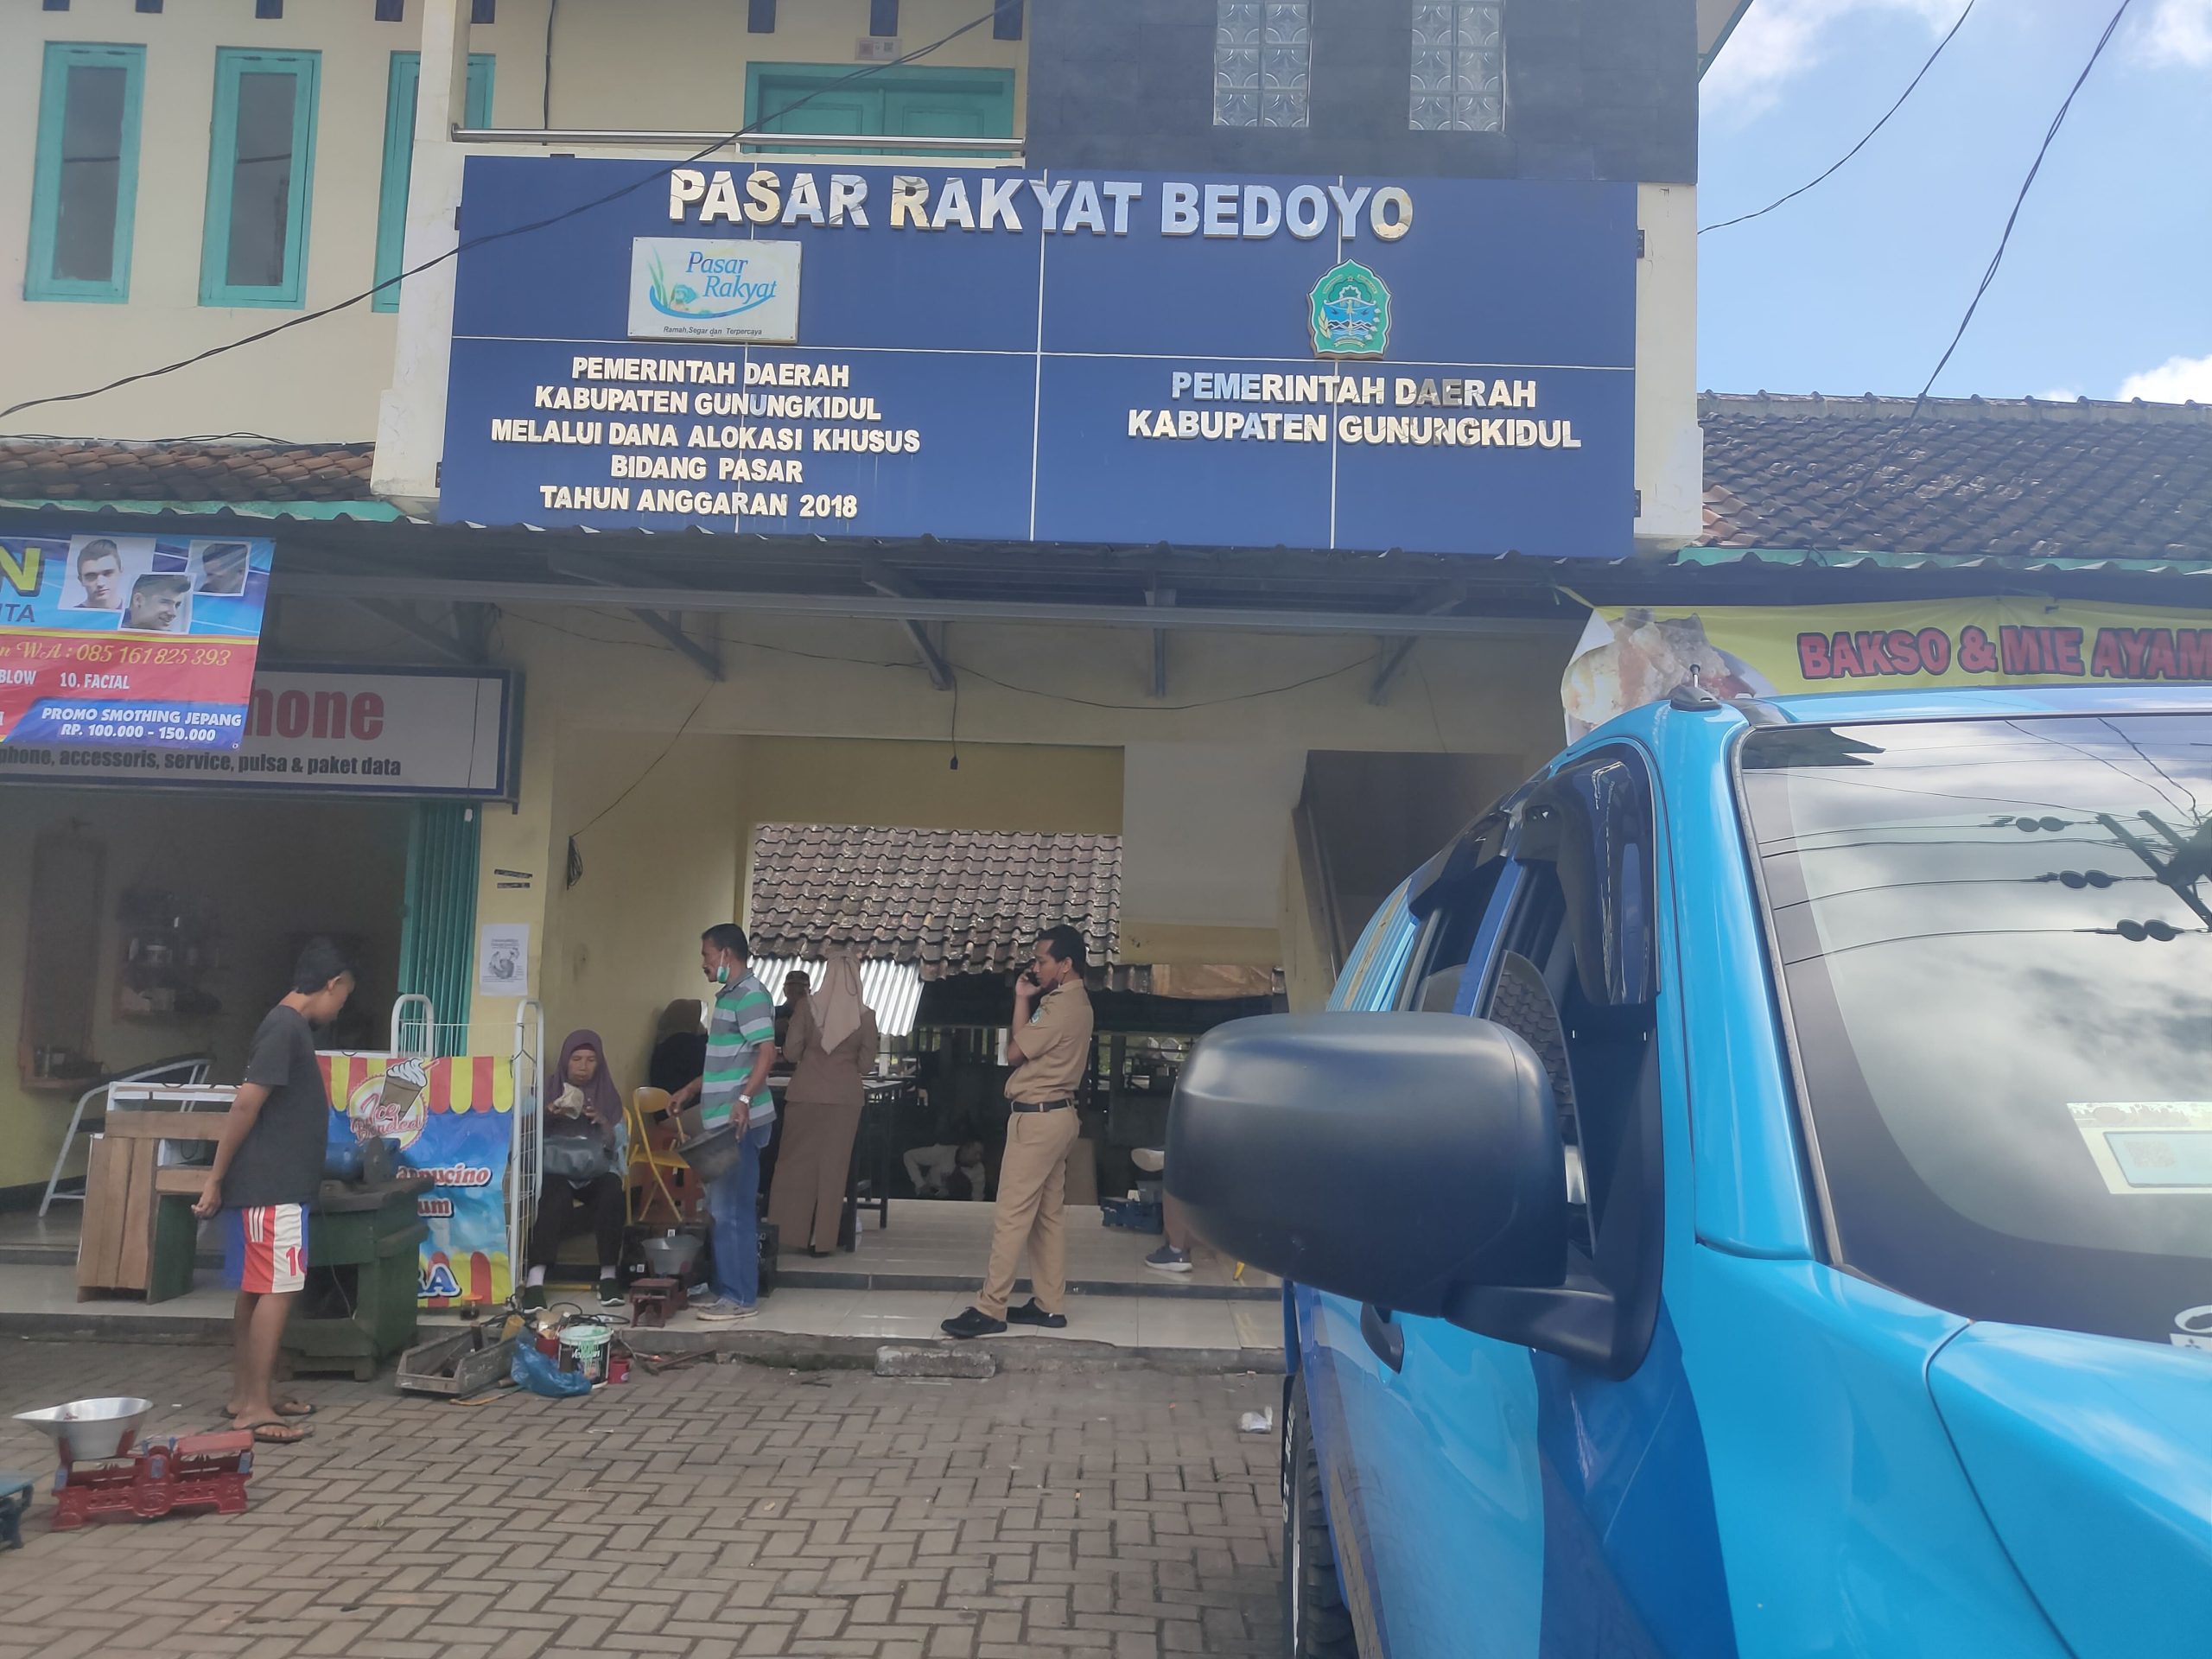 PASAR RAKYAT BEDOYO
Pasar
Rakyat
Ramah, Segar dan Terpercaya
PEMERINTAH DAERAH
KABUPATEN GUNUNGKIDUL
MELALUI DANA ALOKASI KHUSUS
BIDANG PASAR
TAHUN ANGGARAN 2018
PEMERINTAH DAERAH
KABUPATEN GUNUNGKIDUL
N
WA : 085 161 825 393
BLOW 10. FACIAL
PROMO SMOTHING JEPANG
RP. 100.000 - 150.000
hone
phone, accessoris, service, pulsa & paket data
BAKSO & MIE AYAM
Ice
appucino